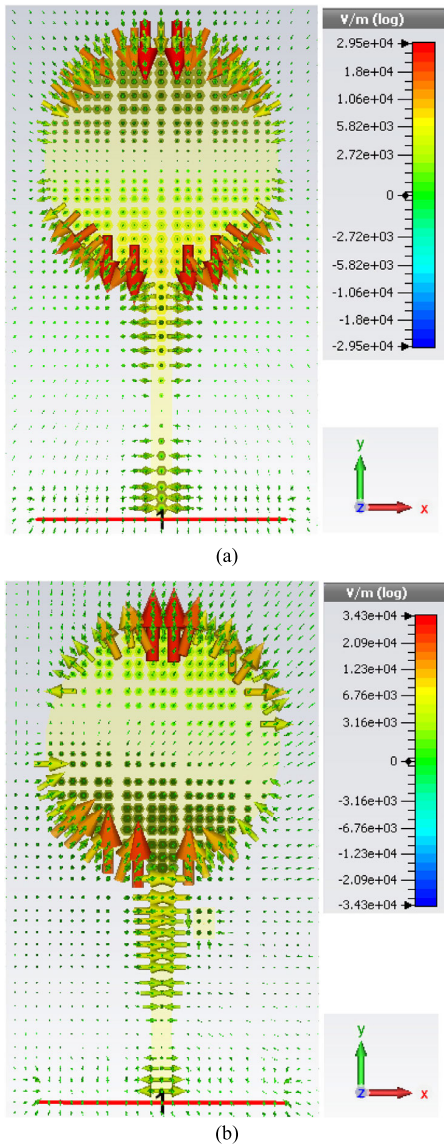 V/m (log)
2.95e+04
1.8e+04
1.06e+04
5.82e+03
2.72e+03
0
-2.72e+03
-5.82e+03
-1.06e+04
-1.8e+04
-2.95e+04
y
z
x
1
(a)
V/m (log)
3.43e+04
2.09e+04
1.23e+04
6.76e+03
3.16e+03
0
-3.16e+03
-6.76e+03
-1.23e+04
-2.09e+04
-3.43e+04
y
z
x
1
(b)